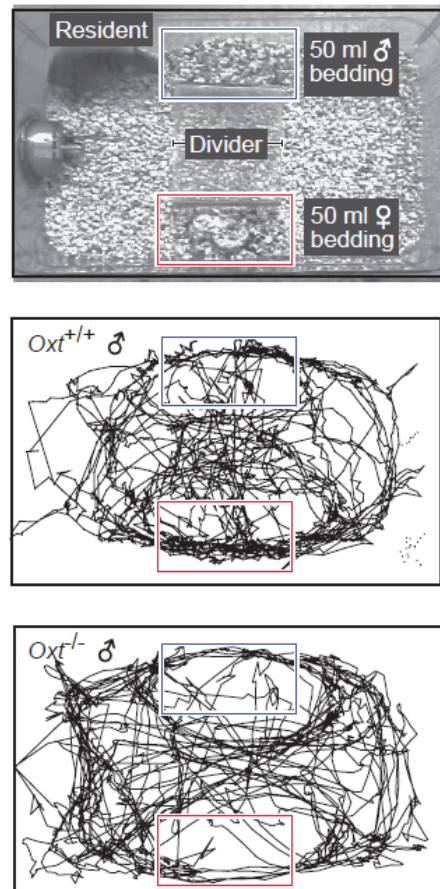 Resident
50 ml ♂
bedding
Divider
50 ml ♀
bedding
Oxt+/+ ♂
Oxt-/- ♂